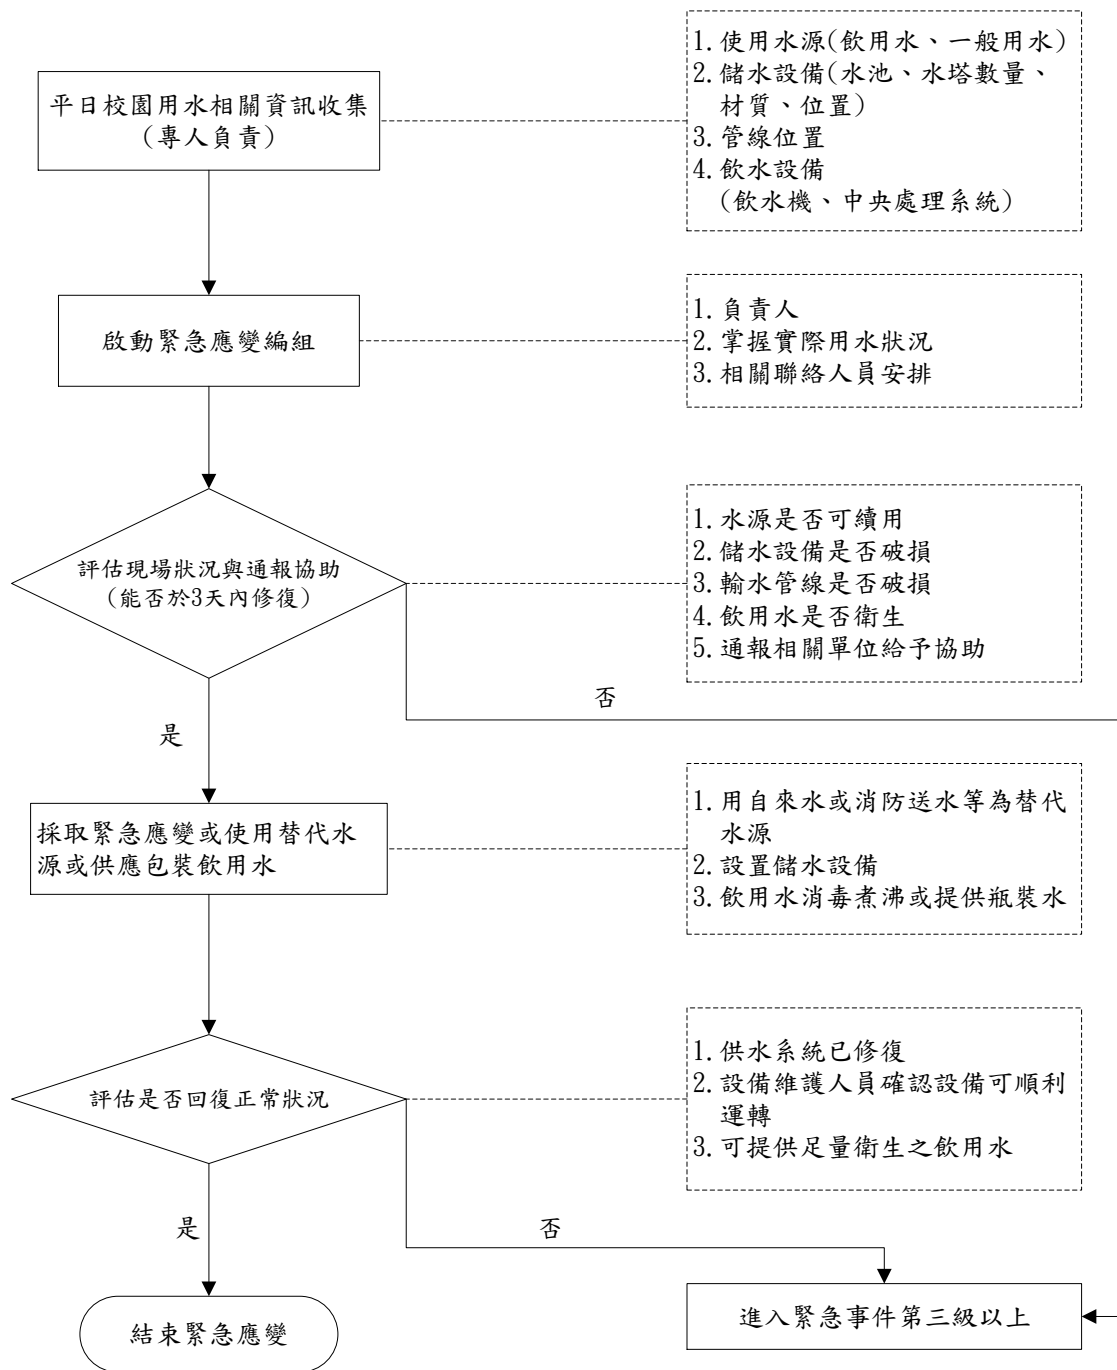 平日校園用水相關資訊收集
(專人負責)
1. 使用水源(飲用水、一般用水)
2. 儲水設備(水池、水塔數量、
材質、位置)
3. 管線位置
4. 飲水設備
(飲水機、中央處理系統)
啟動緊急應變編組
1. 負責人
2. 掌握實際用水狀況
3. 相關聯絡人員安排
評估現場狀況與通報協助
(能否於3天內修復)
1. 水源是否可續用
2. 儲水設備是否破損
3. 輸水管線是否破損
4. 飲用水是否衛生
5. 通報相關單位給予協助
否
是
採取緊急應變或使用替代水
源或供應包裝飲用水
1. 用自來水或消防送水等為替代
水源
2. 設置儲水設備
3. 飲用水消毒煮沸或提供瓶裝水
評估是否回復正常狀況
1. 供水系統已修復
2. 設備維護人員確認設備可順利
運轉
3. 可提供足量衛生之飲用水
是
否
結束緊急應變
進入緊急事件第三級以上